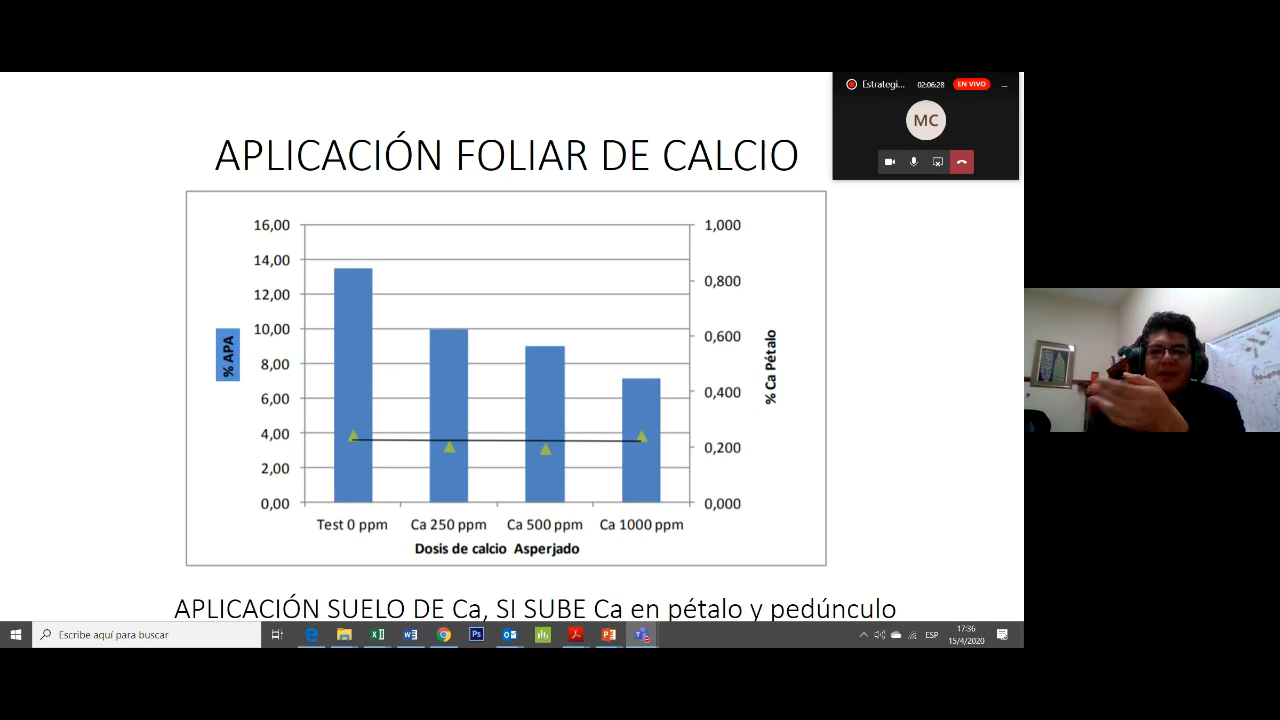 Estrategi...
02:06:28
EN VIVO
MC
APLICACIÓN FOLIAR DE CALCIO
16,00
14,00
12,00
10,00
8,00
6,00
4,00
2,00
0,00
% APA
1,000
0,800
0,600
0,400
0,200
0,000
% Ca Pétalo
Test 0 ppm
Ca 250 ppm
Ca 500 ppm
Ca 1000 ppm
Dosis de calcio Asperjado
APLICACIÓN SUELO DE Ca, SI SUBE Ca en pétalo y pedúnculo
Escribe aquí para buscar
Ps
ESP
17:36
15/4/2020